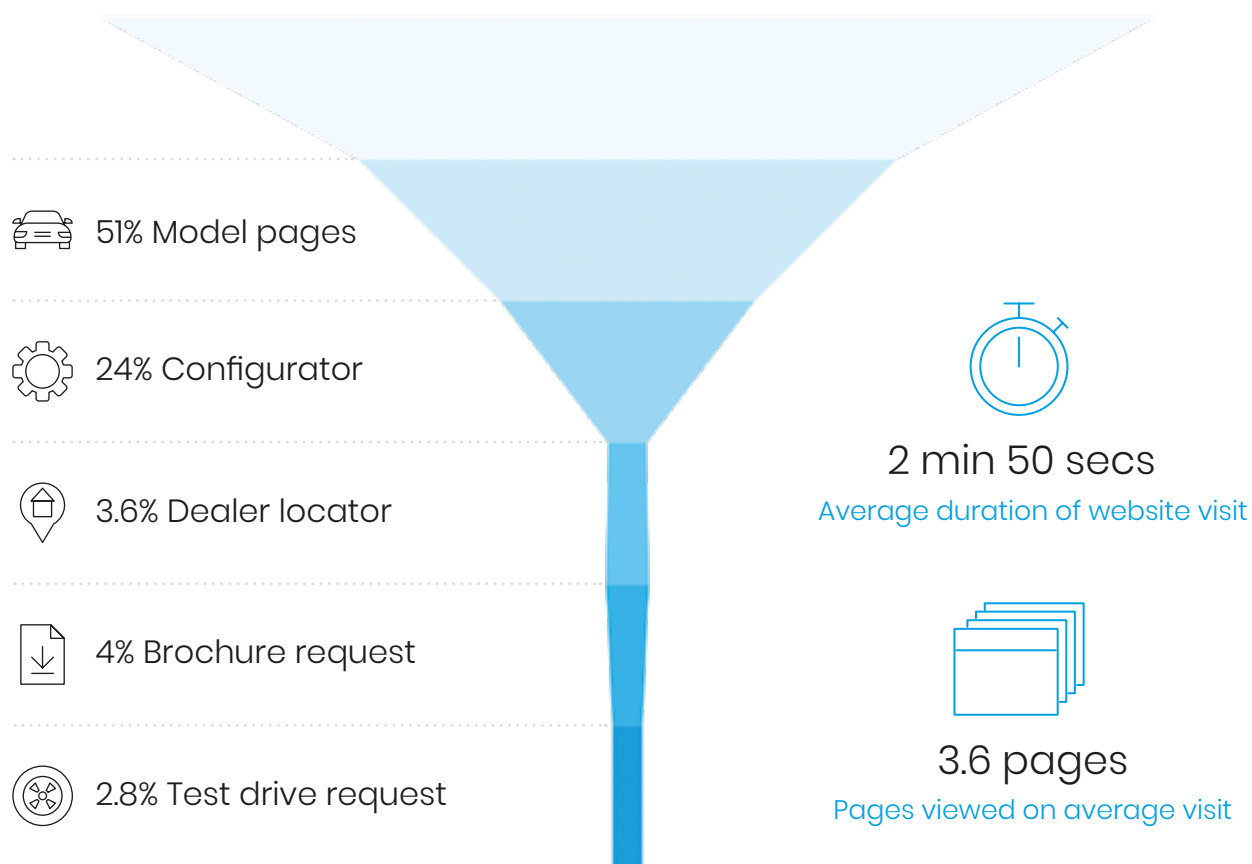 51% Model pages
24% Configurator
3.6% Dealer locator
4% Brochure request
2.8% Test drive request
2 min 50 secs
Average duration of website visit
3.6 pages
Pages viewed on average visit